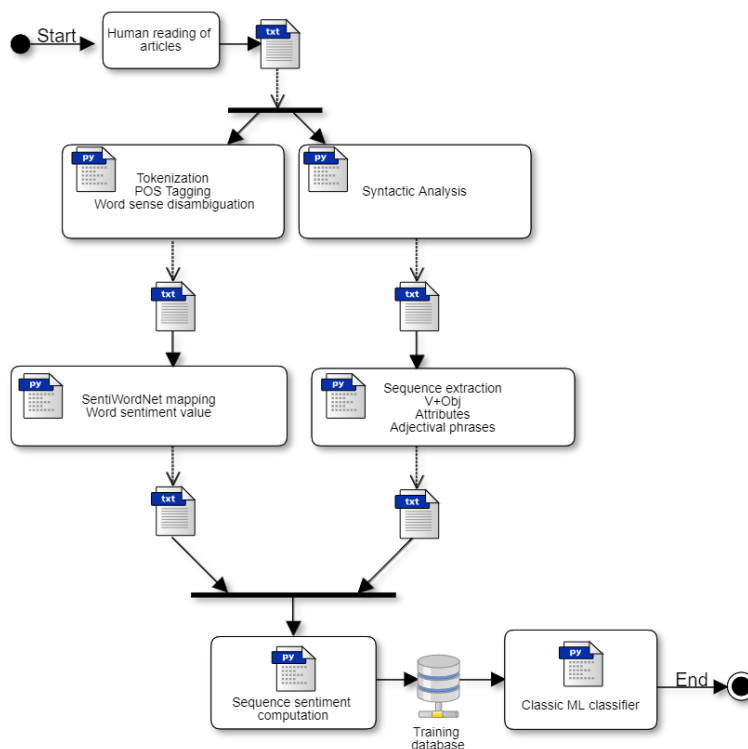 Start
Human reading of
articles
txt
py
Tokenization
POS Tagging
Word sense disambiguation
py
Syntactic Analysis
txt
txt
py
SentiWordNet mapping
Word sentiment value
py
Sequence extraction
V+Obj
Attributes
Adjectival phrases
txt
txt
py
Sequence sentiment
computation
Training
database
py
Classic ML classifier
End